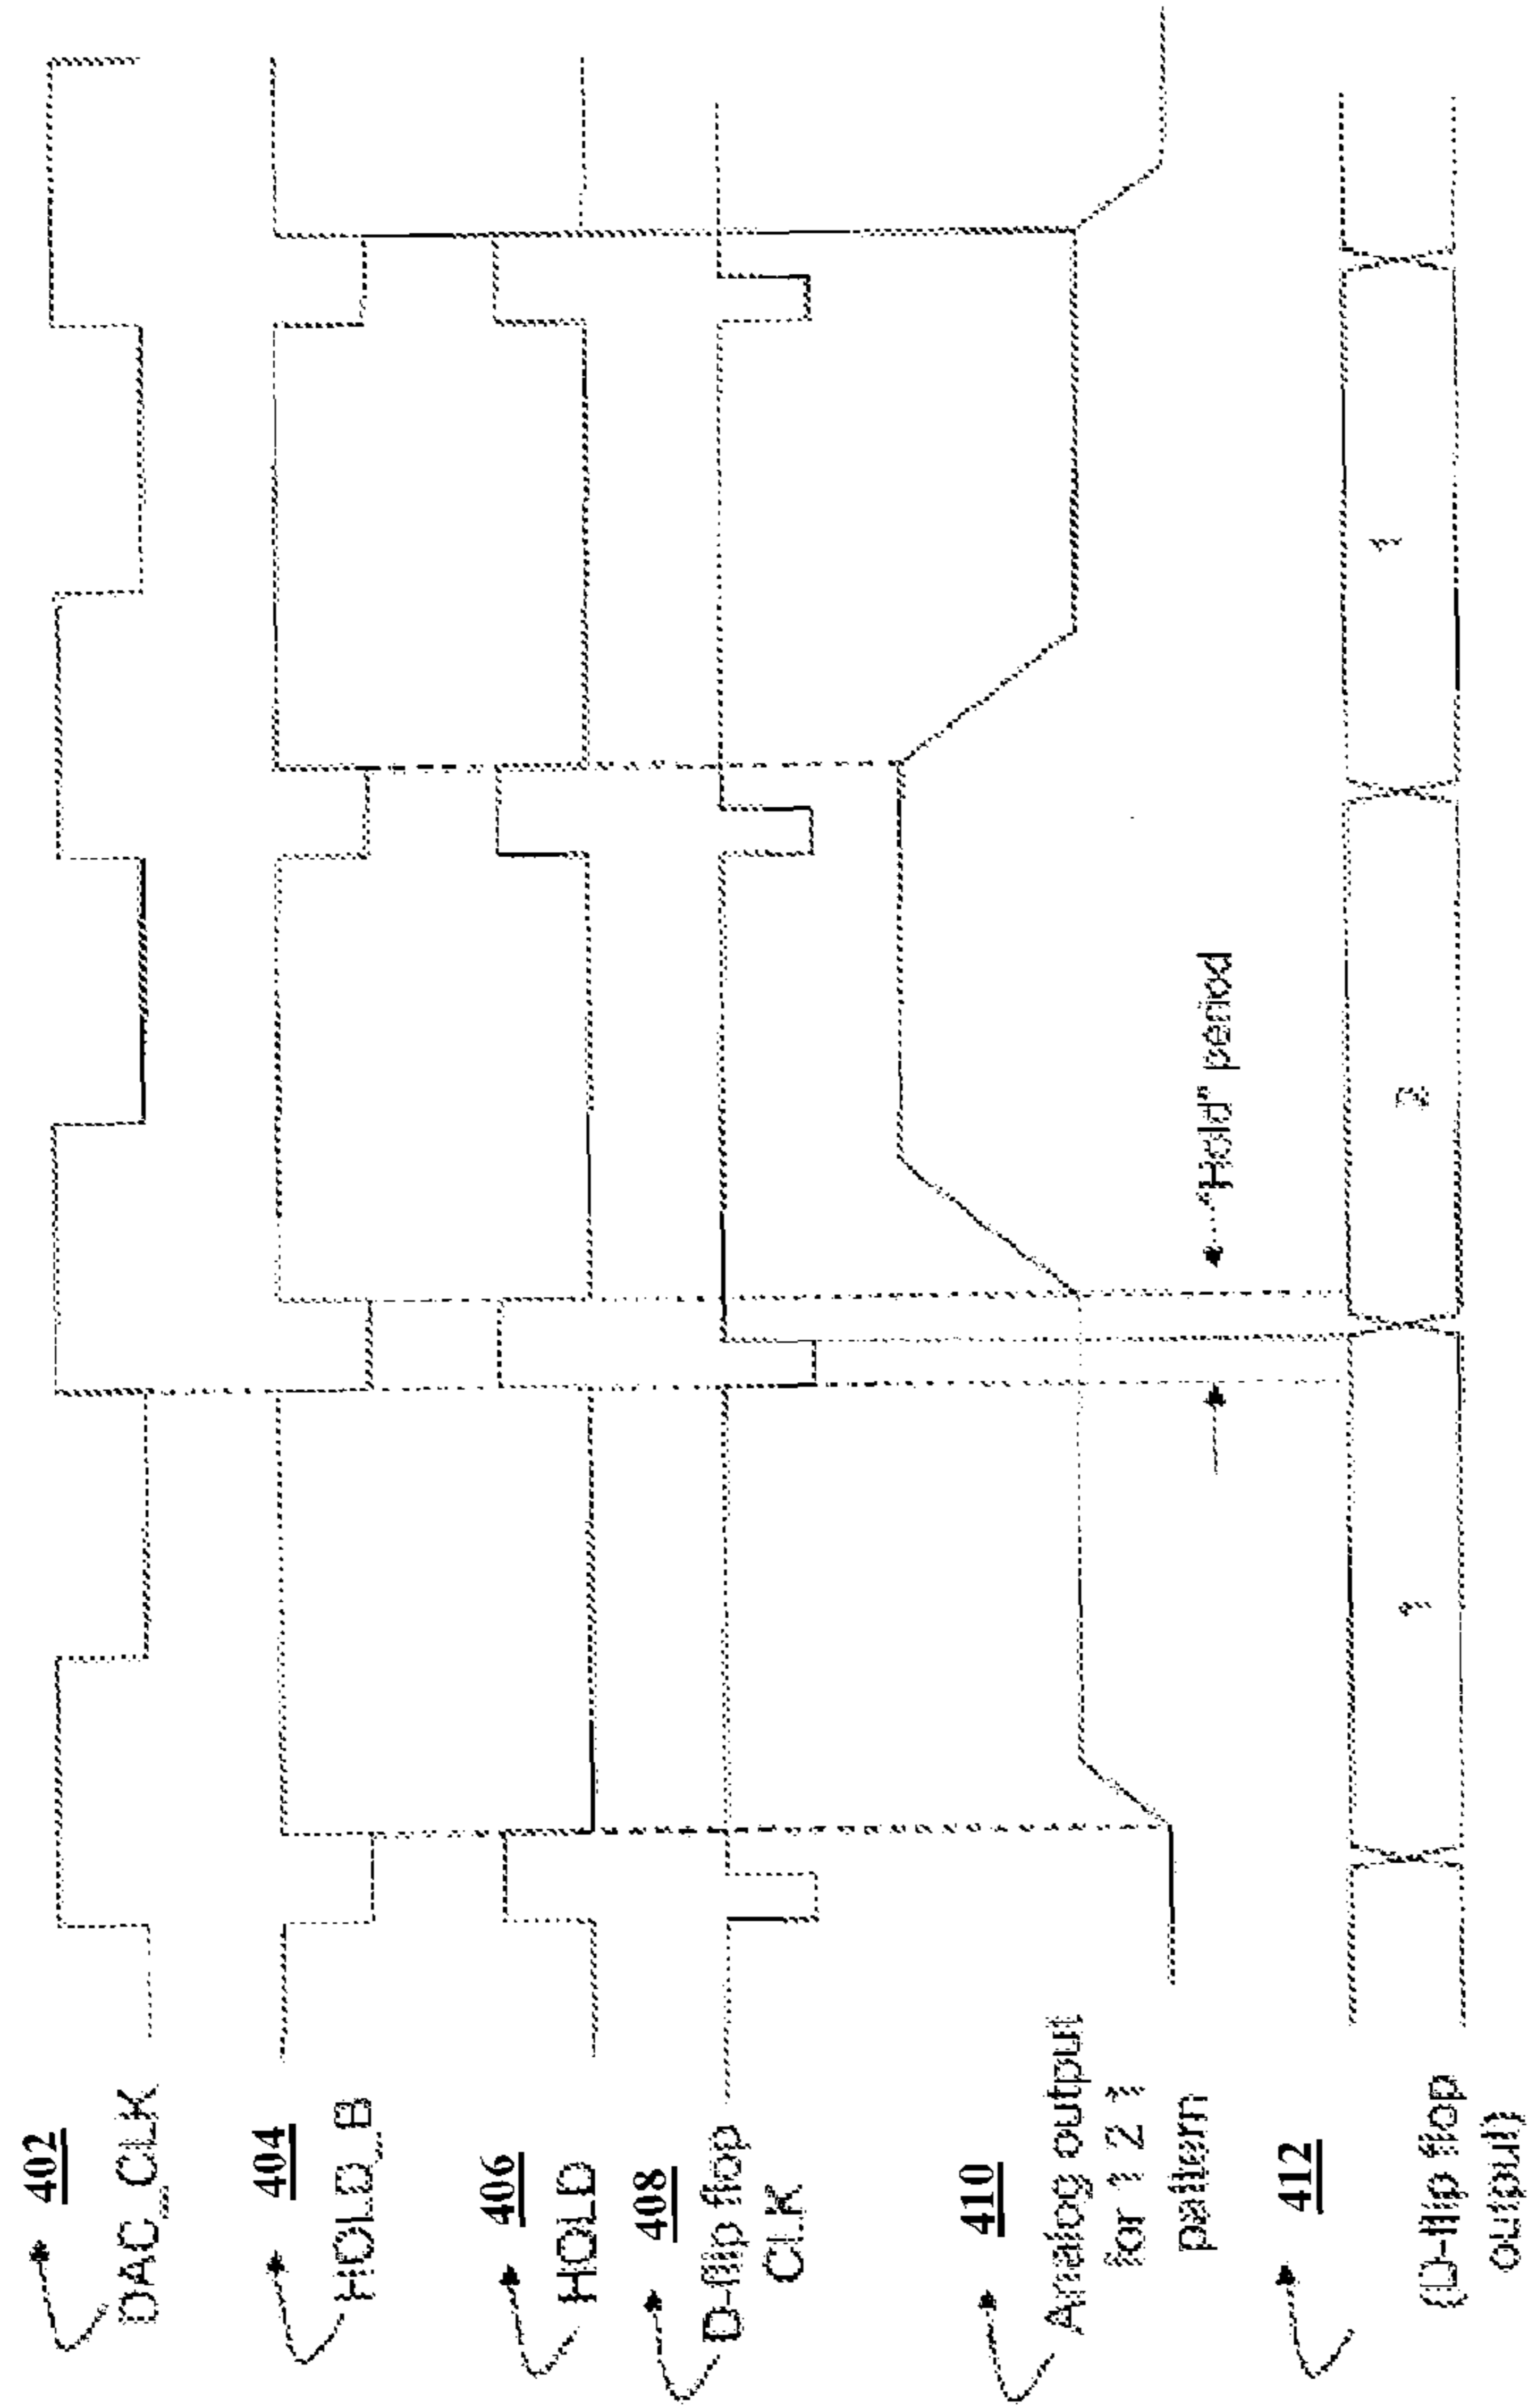 402
DAC_CLK
404
HOLD_B
406
HOLD
408
D-flip flop
CLK
410
Analog output
for 1 2 1
pattern
"Hold" period
412
(D-flip flop
output)
1
2
1